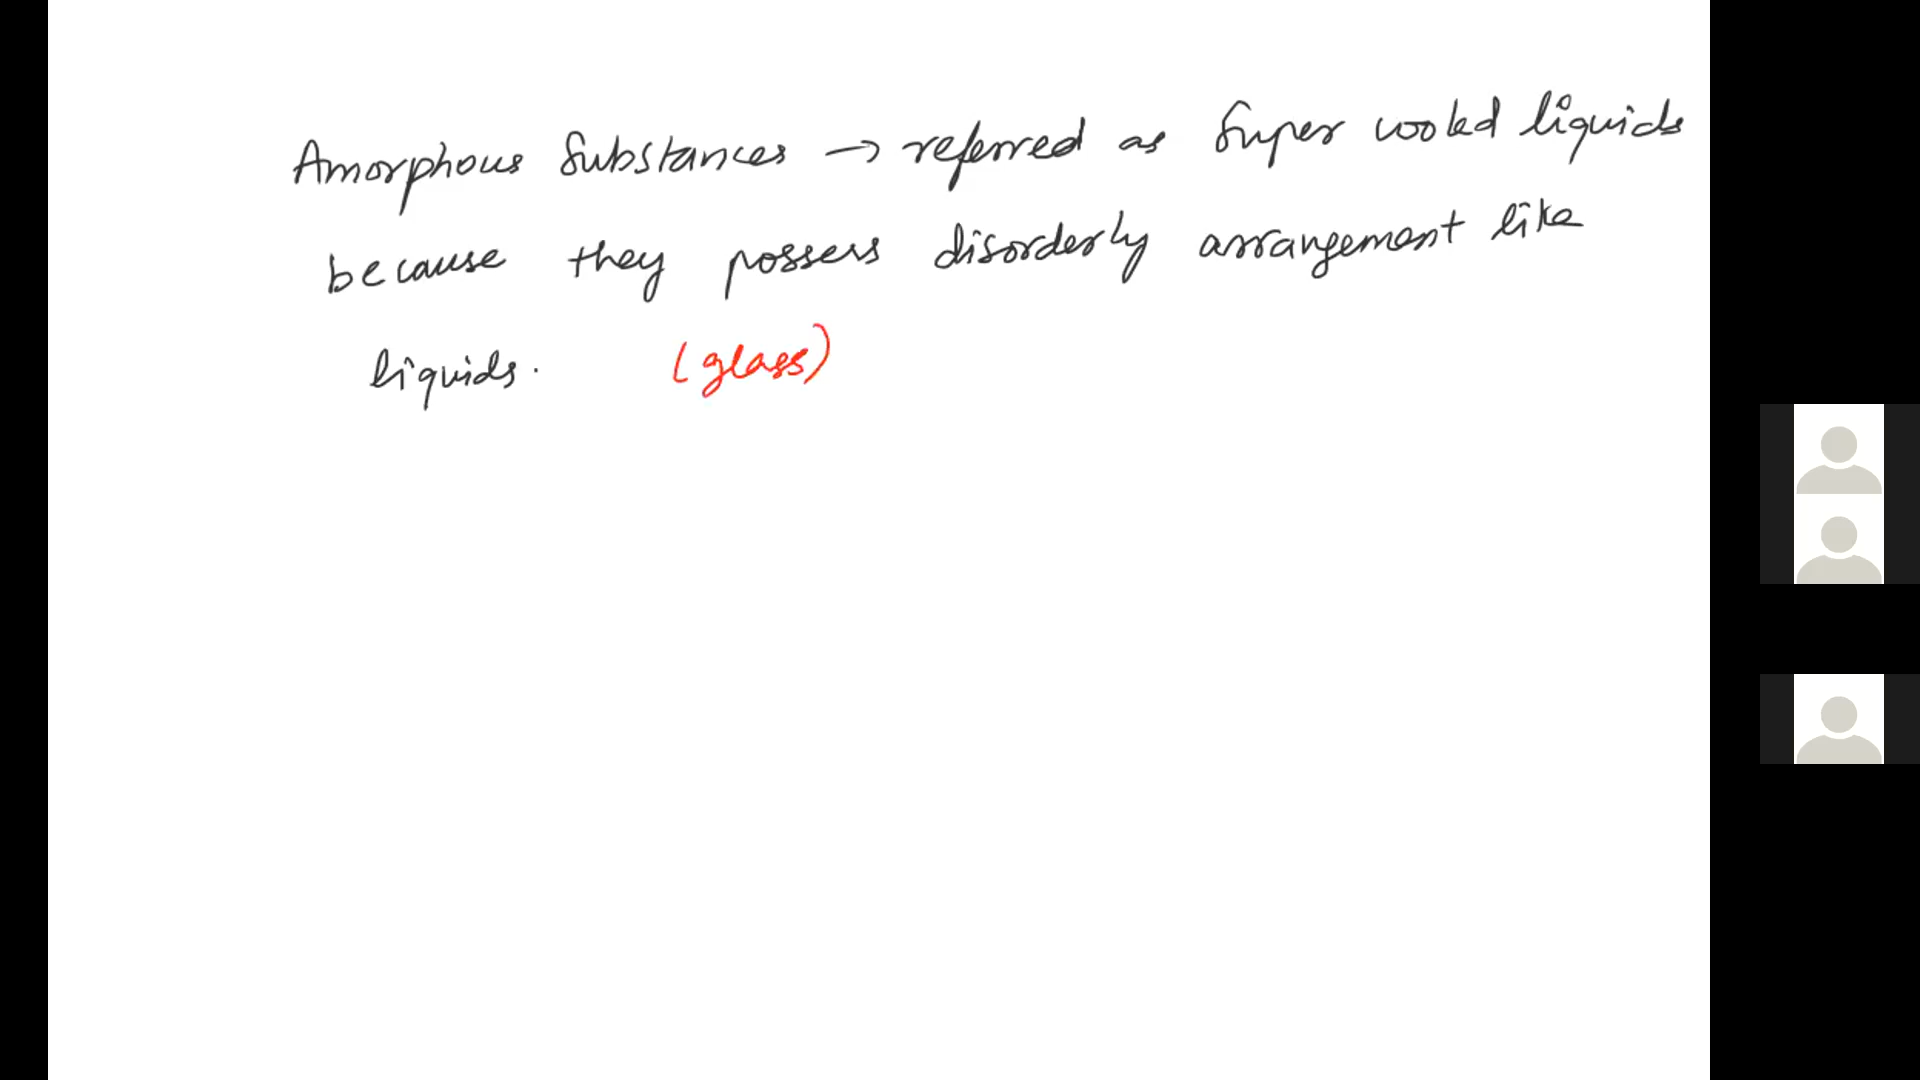 Amorphous Substances → referred as Super cooled liquids
because they possess disorderly arrangement like
liquids. (glass)